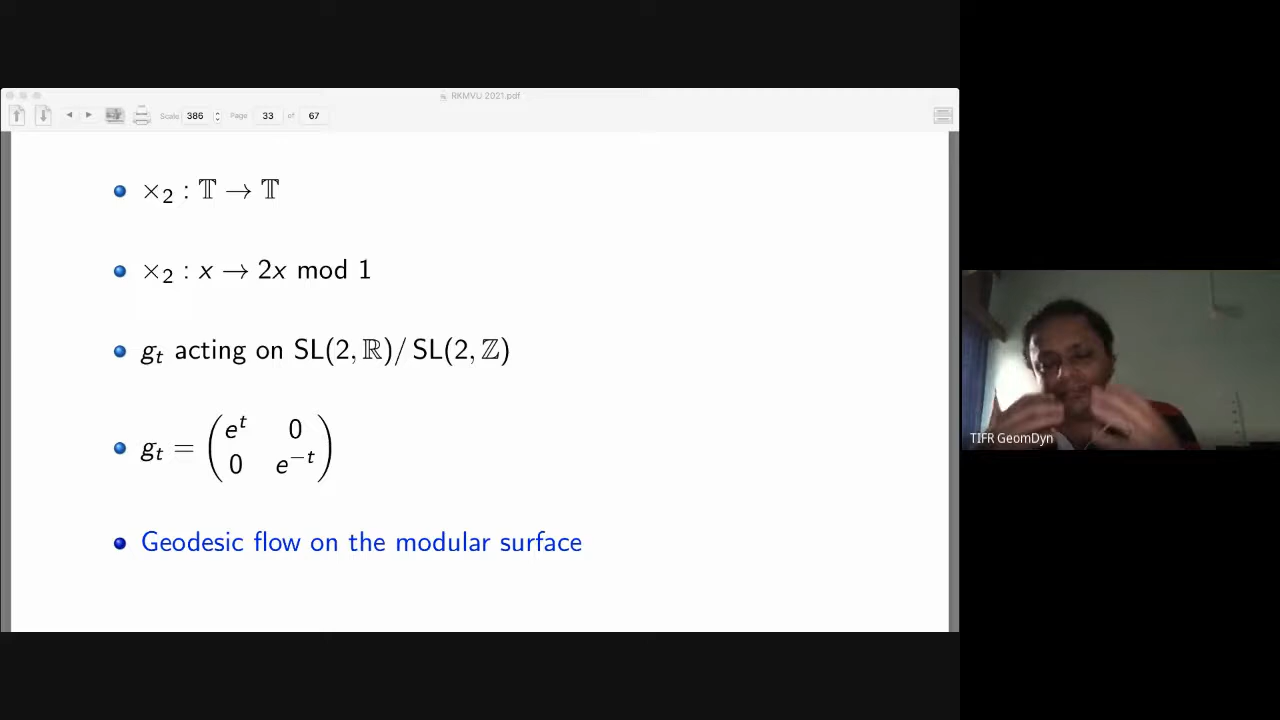 RKMVU 2021.pdf
Scale 386 Page 33 of 67
×₂ : 𝕋 → 𝕋
×₂ : x → 2x mod 1
gₜ acting on SL(2, ℝ)/ SL(2, ℤ)
gₜ = (eᵗ 0
0 e⁻ᵗ)
Geodesic flow on the modular surface
TIFR GeomDyn